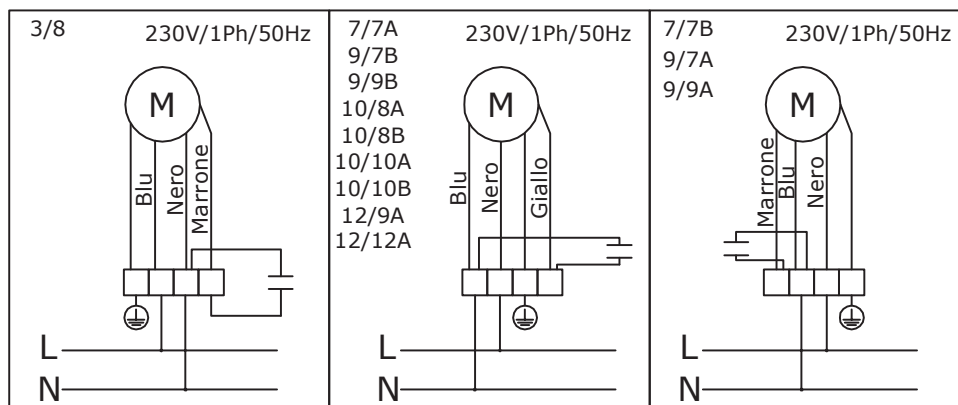 3/8 230V/1Ph/50Hz
M
Blu
Nero
Marrone
7/7A 230V/1Ph/50Hz
9/7B
9/9B
10/8A
10/8B
10/10A
10/10B
12/9A
12/12A
M
Blu
Nero
Giallo
7/7B 230V/1Ph/50Hz
9/7A
9/9A
M
Marrone
Blu
Nero
L
N